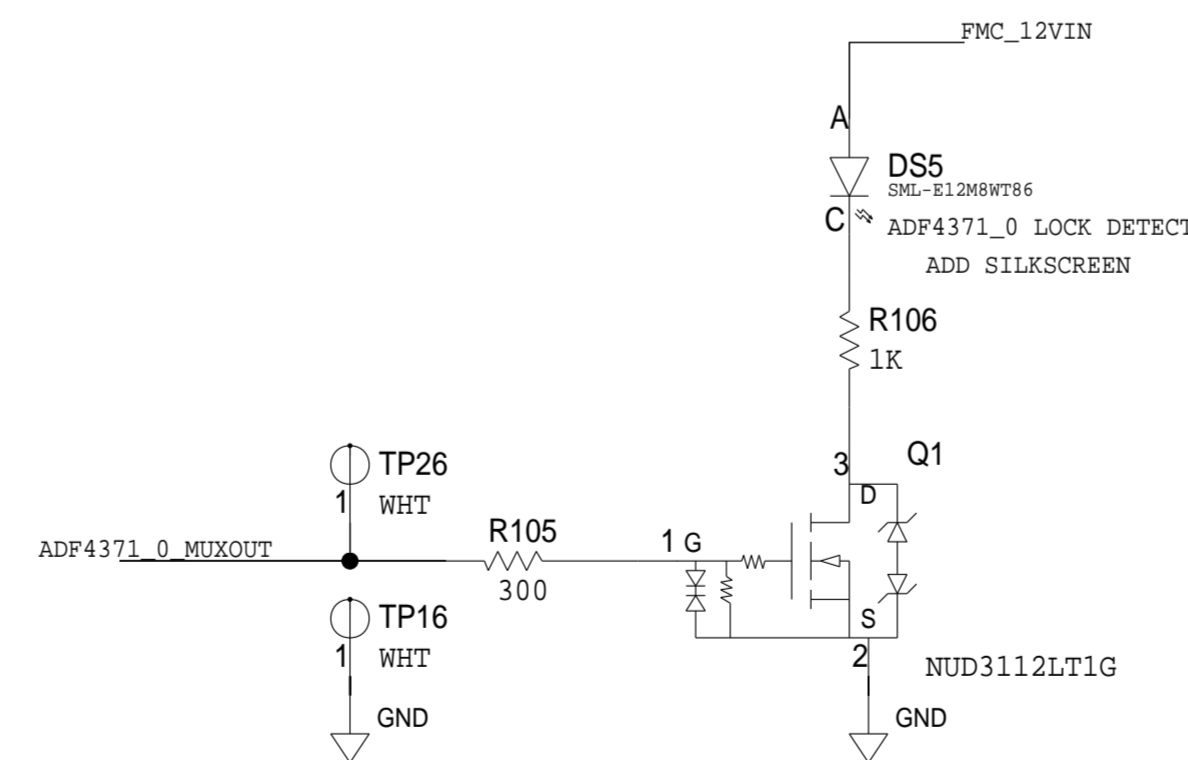 FMC_12VIN
A
DS5
SML-E12M8WT86
C
ADF4371_0 LOCK DETECT
ADD SILKSCREEN
R106
1K
3
Q1
D
TP26
1
WHT
R105
1 G
ADF4371_0_MUXOUT
300
TP16
S
1
WHT
2
NUD3112LT1G
GND
GND